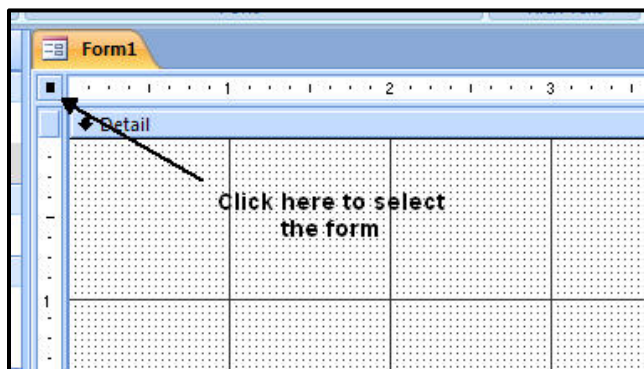 Form1
1 2 3
Detail
Click here to select
the form
1